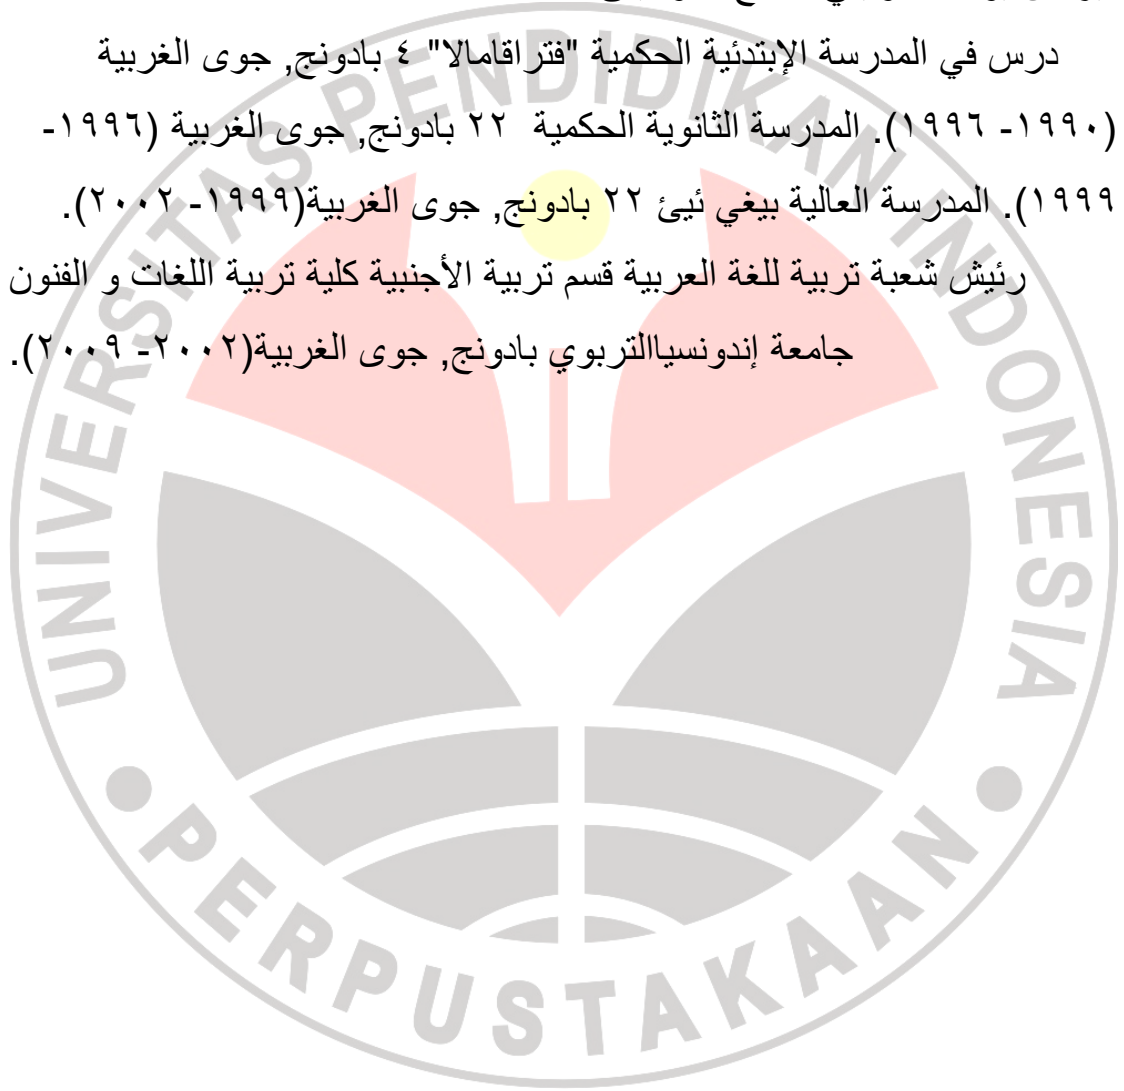 درس في المدرسة الإبتدئية الحكمية "فتراقامالا" ٤ بادونج, جوى الغربية
(١٩٩٠- ١٩٩٦). المدرسة الثانوية الحكمية ٢٢ بادونج, جوى الغربية (١٩٩٦-
١٩٩٩). المدرسة العالية بيغي ئيئ ٢٢ بادونج, جوى الغربية(١٩٩٩- ٢٠٠٢).
رئيش شعبة تربية للغة العربية قسم تربية الأجنبية كلية تربية اللغات و الفنون
جامعة إندونسياالتربوي بادونج, جوى الغربية(٢٠٠٢- ٢٠٠٩).
UNIVERSITAS PENDIDIKAN INDONESIA
PERPUSTAKAAN